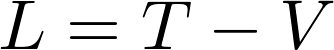 L = T − V